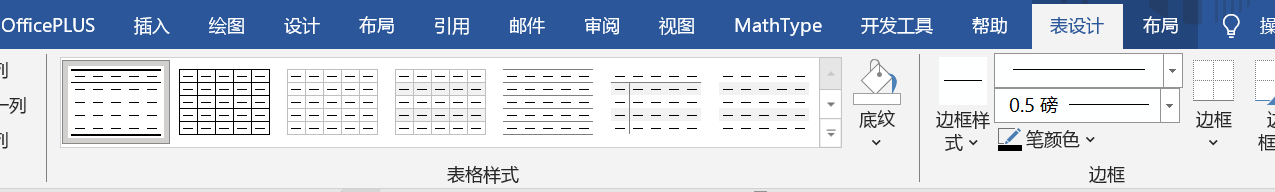 OfficePLUS 插入 绘图 设计 布局 引用 邮件 审阅 视图 MathType 开发工具 帮助 表设计 布局 操
列
一列
列
底纹
表格样式
边框样式
0.5 磅
笔颜色
边框
边框